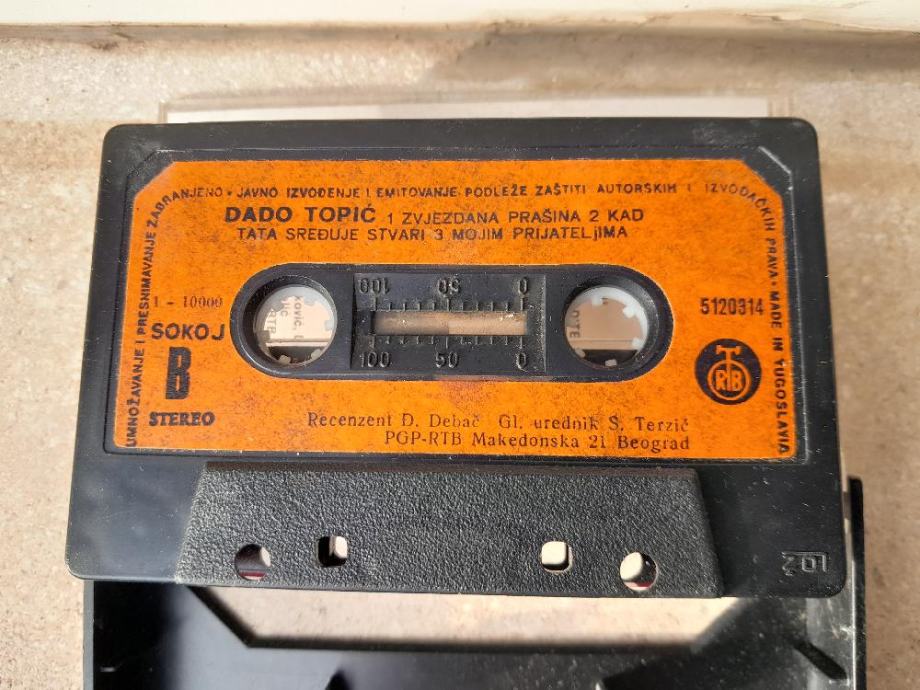 UMNOŽAVANJE I PRESNIMAVANJE ZABRANJENO • JAVNO IZVOĐENJE I EMITOVANJE PODLEŽE ZAŠTITI AUTORSKIH I IZVOĐAČKIH PRAVA • MADE IN YUGOSLAVIA
DADO TOPIĆ 1 ZVJEZDANA PRAŠINA 2 KAD
TATA SREĐUJE STVARI 3 MOJIM PRIJATELjIMA
100 50 0
1 - 10000
5120314
SOKOJ
B
RTB
100 50 0
STEREO
Recenzent Đ. Debač Gl. urednik S. Terzić
PGP-RTB Makedonska 21 Beograd